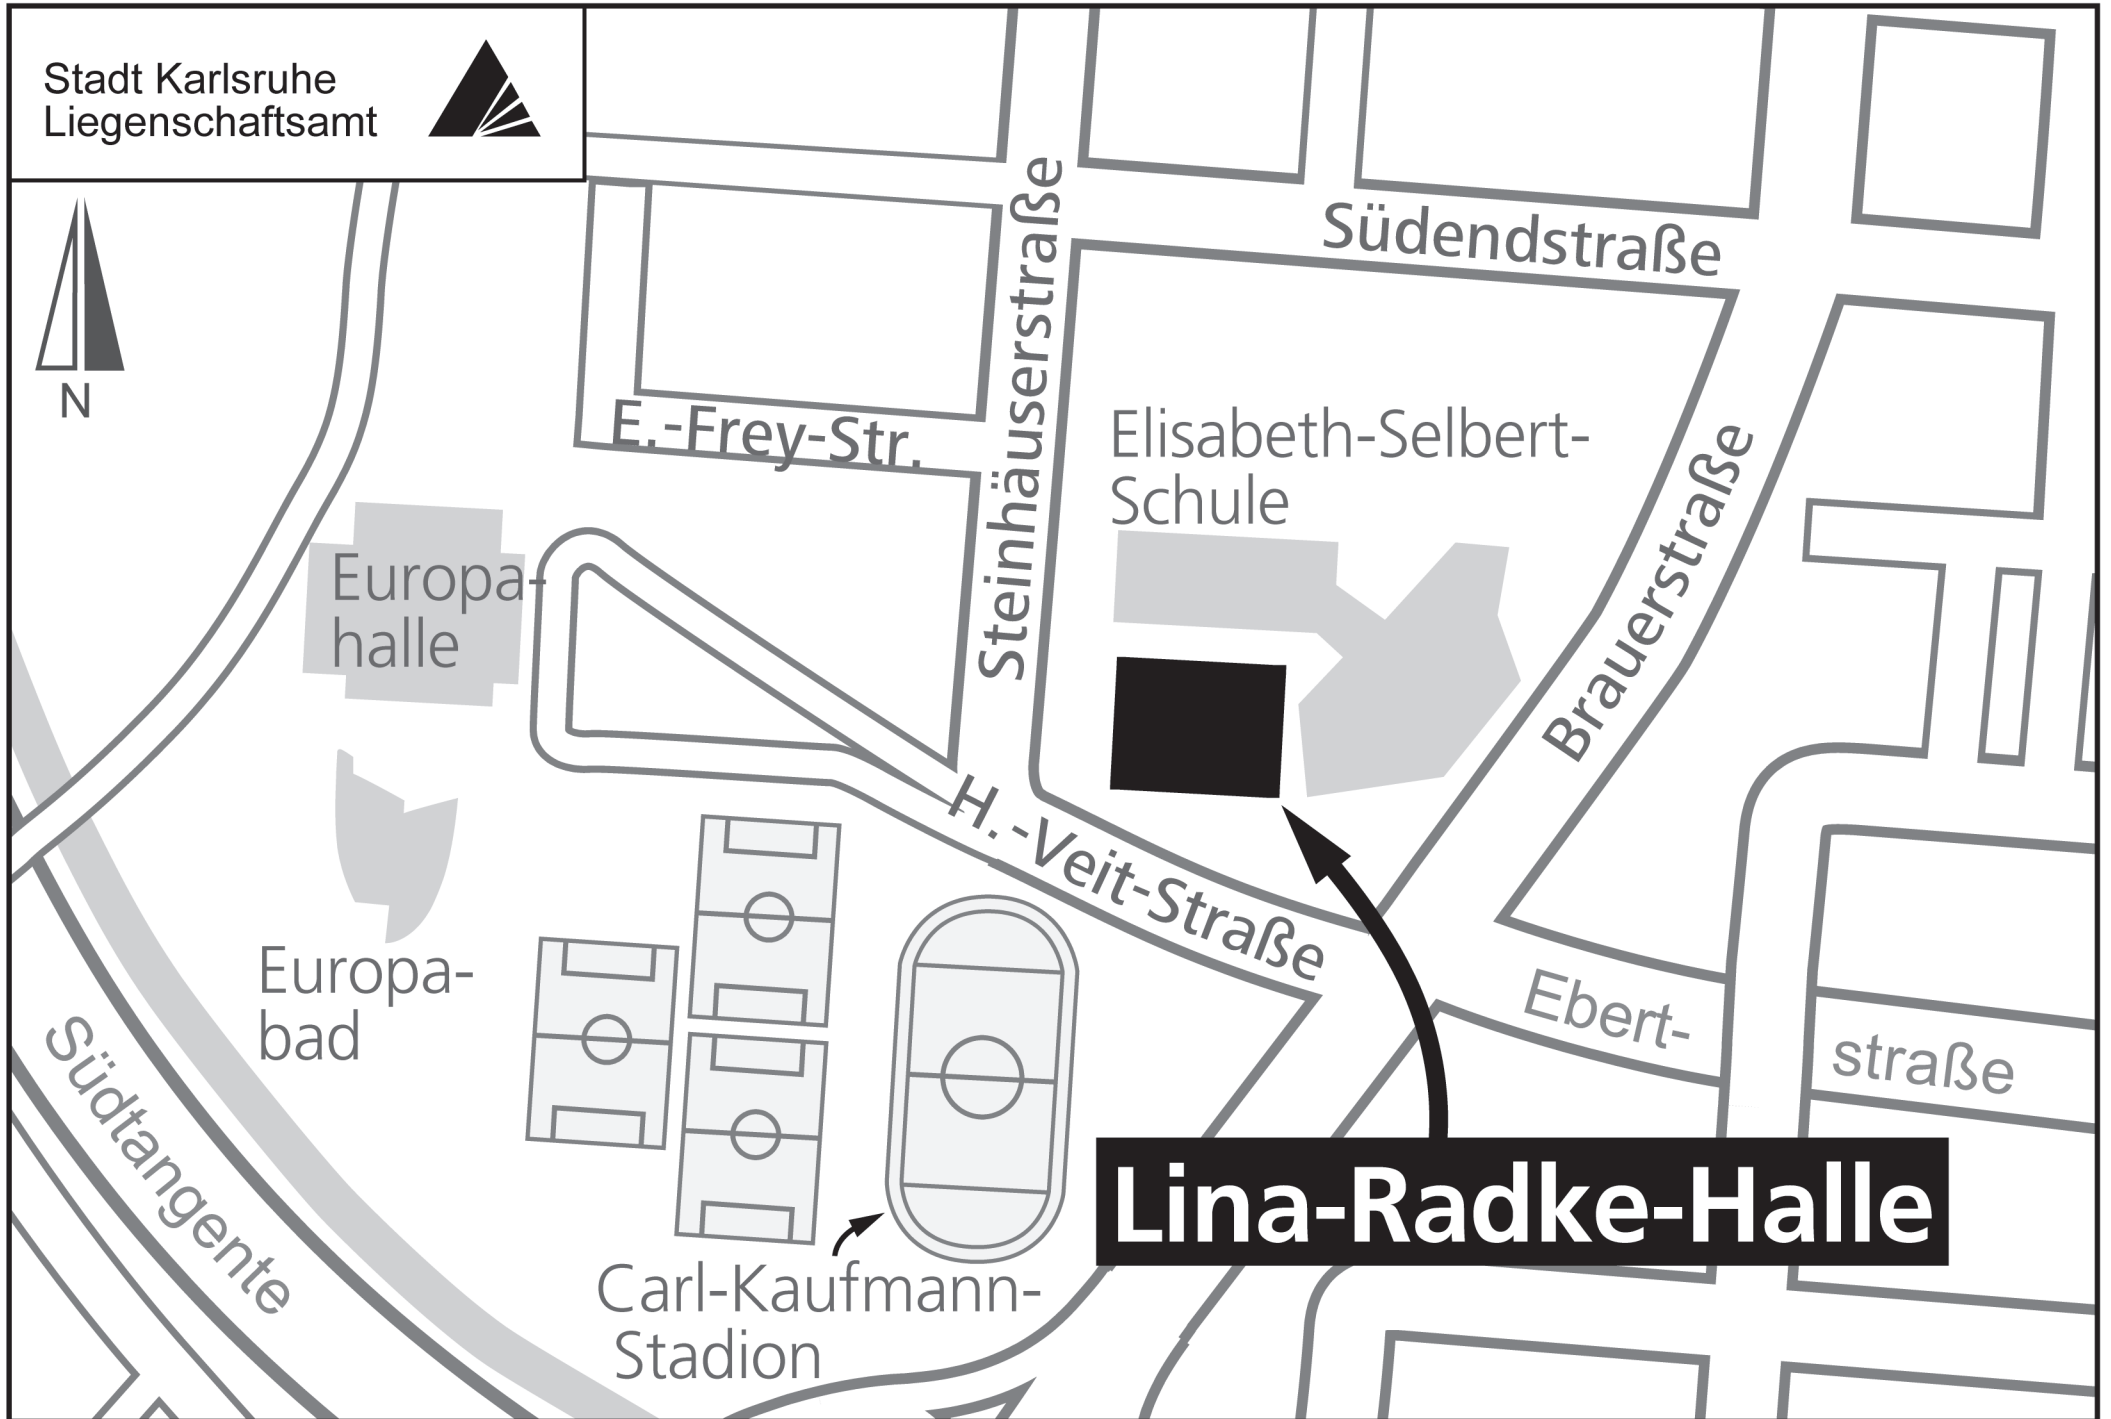 Stadt Karlsruhe
Liegenschaftsamt
N
Südendstraße
Steinhäuserstraße
E.-Frey-Str.
Elisabeth-Selbert-
Schule
Brauerstraße
Europa-
halle
H.-Veit-Straße
Europa-
bad
Ebert-
straße
Südtangente
Lina-Radke-Halle
Carl-Kaufmann-
Stadion